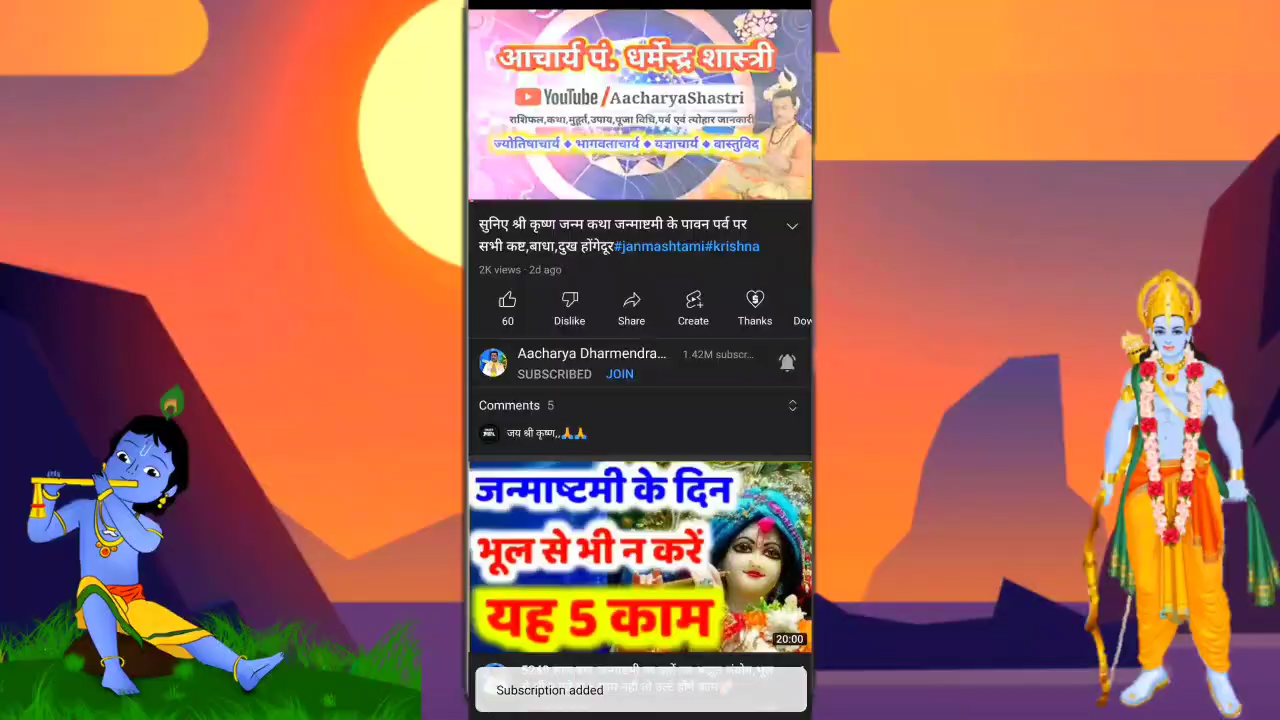 आचार्य पं. धर्मेन्द्र शास्त्री
YouTube /AacharyaShastri
राशिफल,कथा,मुहूर्त,उपाय,पूजा विधि,पर्व एवं त्योहार जानकारी
ज्योतिषाचार्य ◆ भागवताचार्य ◆ यज्ञाचार्य ◆ वास्तुविद
सुनिए श्री कृष्ण जन्म कथा जन्माष्टमी के पावन पर्व पर
सभी कष्ट,बाधा,दुख होंगेदूर#janmashtami#krishna
2K views · 2d ago
60 Dislike Share Create Thanks Dow
Aacharya Dharmendra... 1.42M subscr...
SUBSCRIBED JOIN
Comments 5
जय श्री कृष्ण,,🙏🙏
जन्माष्टमी के दिन
भूल से भी न करें
यह 5 काम
20:00
Subscription added